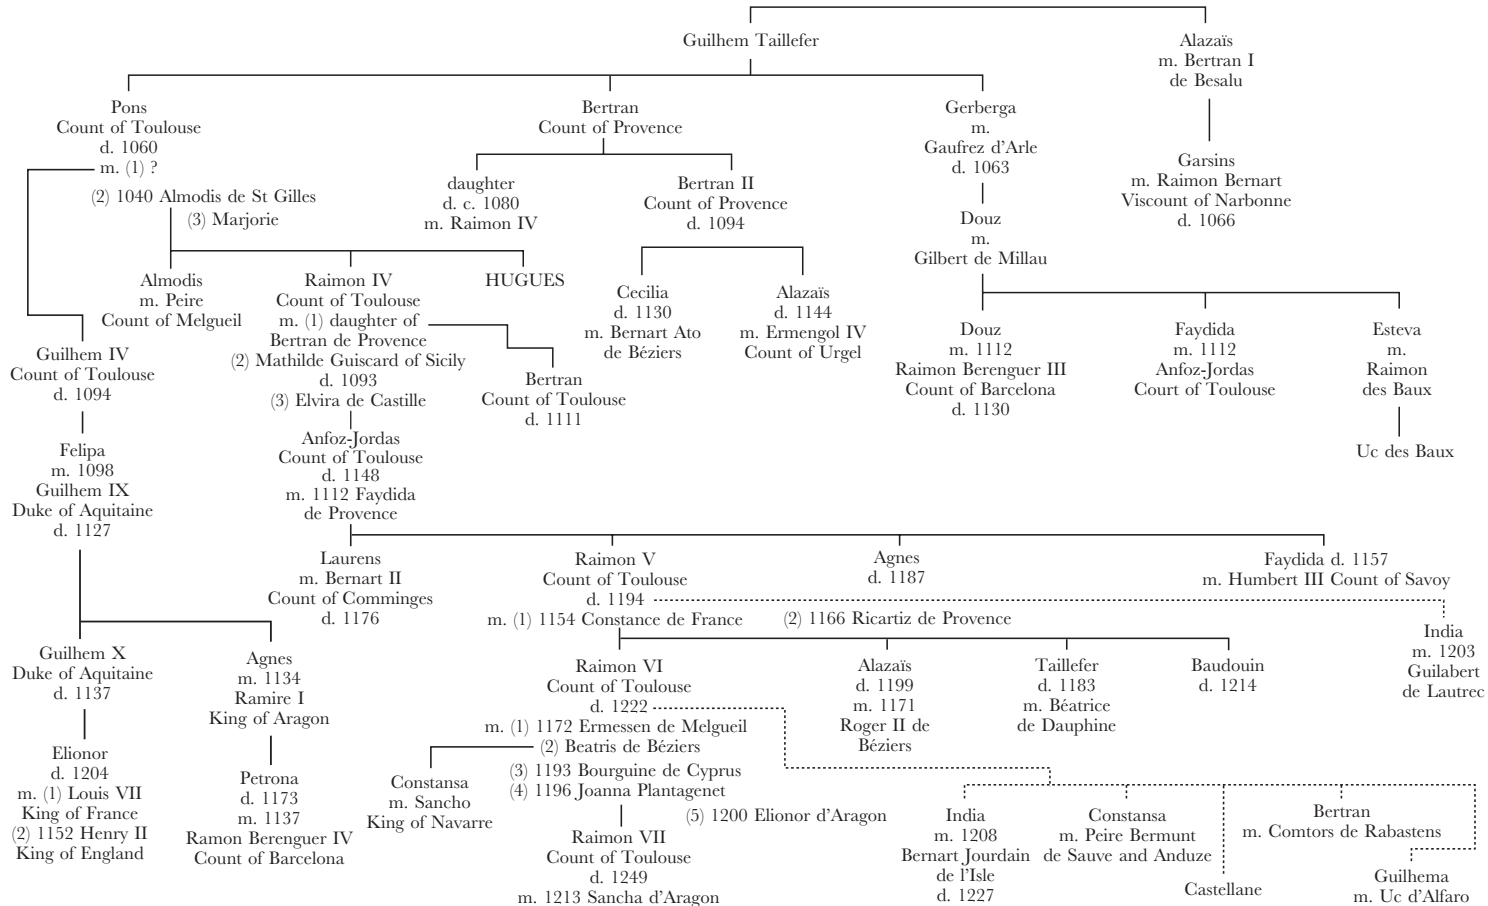 Guilhem Taillefer
Alazaïs
m. Bertran I
de Besalu
Pons
Count of Toulouse
d. 1060
m. (1) ?
(2) 1040 Almodis de St Gilles
(3) Marjorie
Bertran
Count of Provence
Gerberga
m.
Gaufrez d'Arle
d. 1063
Garsins
m. Raimon Bernart
Viscount of Narbonne
d. 1066
daughter
d. c. 1080
m. Raimon IV
Bertran II
Count of Provence
d. 1094
Douz
m.
Gilbert de Millau
Almodis
m. Peire
Count of Melgueil
Raimon IV
Count of Toulouse
m. (1) daughter of
Bertran de Provence
(2) Mathilde Guiscard of Sicily
d. 1093
(3) Elvira de Castille
HUGUES
Cecilia
d. 1130
m. Bernart Ato
de Béziers
Alazaïs
d. 1144
m. Ermengol IV
Count of Urgel
Douz
m. 1112
Raimon Berenguer III
Count of Barcelona
d. 1130
Faydida
m. 1112
Anfoz-Jordas
Court of Toulouse
Esteva
m.
Raimon
des Baux
Uc des Baux
Guilhem IV
Count of Toulouse
d. 1094
Bertran
Count of Toulouse
d. 1111
Felipa
m. 1098
Guilhem IX
Duke of Aquitaine
d. 1127
Anfoz-Jordas
Count of Toulouse
d. 1148
m. 1112 Faydida
de Provence
Laurens
m. Bernart II
Count of Comminges
d. 1176
Raimon V
Count of Toulouse
d. 1194
m. (1) 1154 Constance de France
(2) 1166 Ricartiz de Provence
Agnes
d. 1187
Faydida d. 1157
m. Humbert III Count of Savoy
India
m. 1203
Guilabert
de Lautrec
Guilhem X
Duke of Aquitaine
d. 1137
Agnes
m. 1134
Ramire I
King of Aragon
Raimon VI
Count of Toulouse
d. 1222
m. (1) 1172 Ermessen de Melgueil
(2) Beatris de Béziers
(3) 1193 Bourguine de Cyprus
(4) 1196 Joanna Plantagenet
(5) 1200 Elionor d'Aragon
Alazaïs
d. 1199
m. 1171
Roger II de
Béziers
Taillefer
d. 1183
m. Béatrice
de Dauphine
Baudouin
d. 1214
Elionor
d. 1204
m. (1) Louis VII
King of France
(2) 1152 Henry II
King of England
Petrona
d. 1173
m. 1137
Ramon Berenguer IV
Count of Barcelona
Constansa
m. Sancho
King of Navarre
Raimon VII
Count of Toulouse
d. 1249
m. 1213 Sancha d'Aragon
India
m. 1208
Bernart Jourdain
de l'Isle
d. 1227
Constansa
m. Peire Bermunt
de Sauve and Anduze
Castellane
Bertran
m. Comtors de Rabastens
Guilhema
m. Uc d'Alfaro